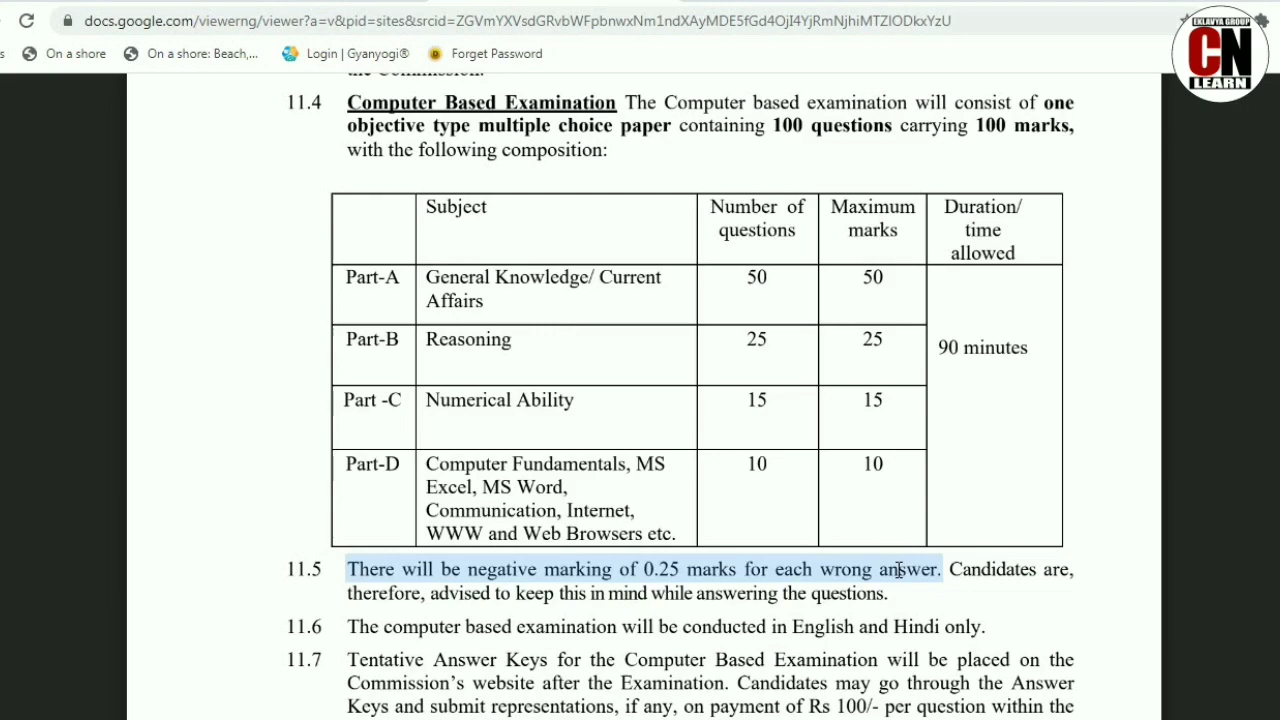 docs.google.com/viewerng/viewer?a=v&pid=sites&srcid=ZGVmYXVsdGRvbWFpbnwxNm1ndXAyMDE5fGd4OjI4YjRmNjhiMTZlODkxYzU
s On a shore On a shore: Beach,... Login | Gyanyogi® Forget Password
EKLAVYA GROUP
CN
LEARN
the Commission.
11.4 Computer Based Examination The Computer based examination will consist of one
objective type multiple choice paper containing 100 questions carrying 100 marks,
with the following composition:
Subject Number of Maximum Duration/
questions marks time
allowed
Part-A General Knowledge/ Current 50 50
Affairs
Part-B Reasoning 25 25 90 minutes
Part -C Numerical Ability 15 15
Part-D Computer Fundamentals, MS 10 10
Excel, MS Word,
Communication, Internet,
WWW and Web Browsers etc.
11.5 There will be negative marking of 0.25 marks for each wrong answer. Candidates are,
therefore, advised to keep this in mind while answering the questions.
11.6 The computer based examination will be conducted in English and Hindi only.
11.7 Tentative Answer Keys for the Computer Based Examination will be placed on the
Commission's website after the Examination. Candidates may go through the Answer
Keys and submit representations, if any, on payment of Rs 100/- per question within the